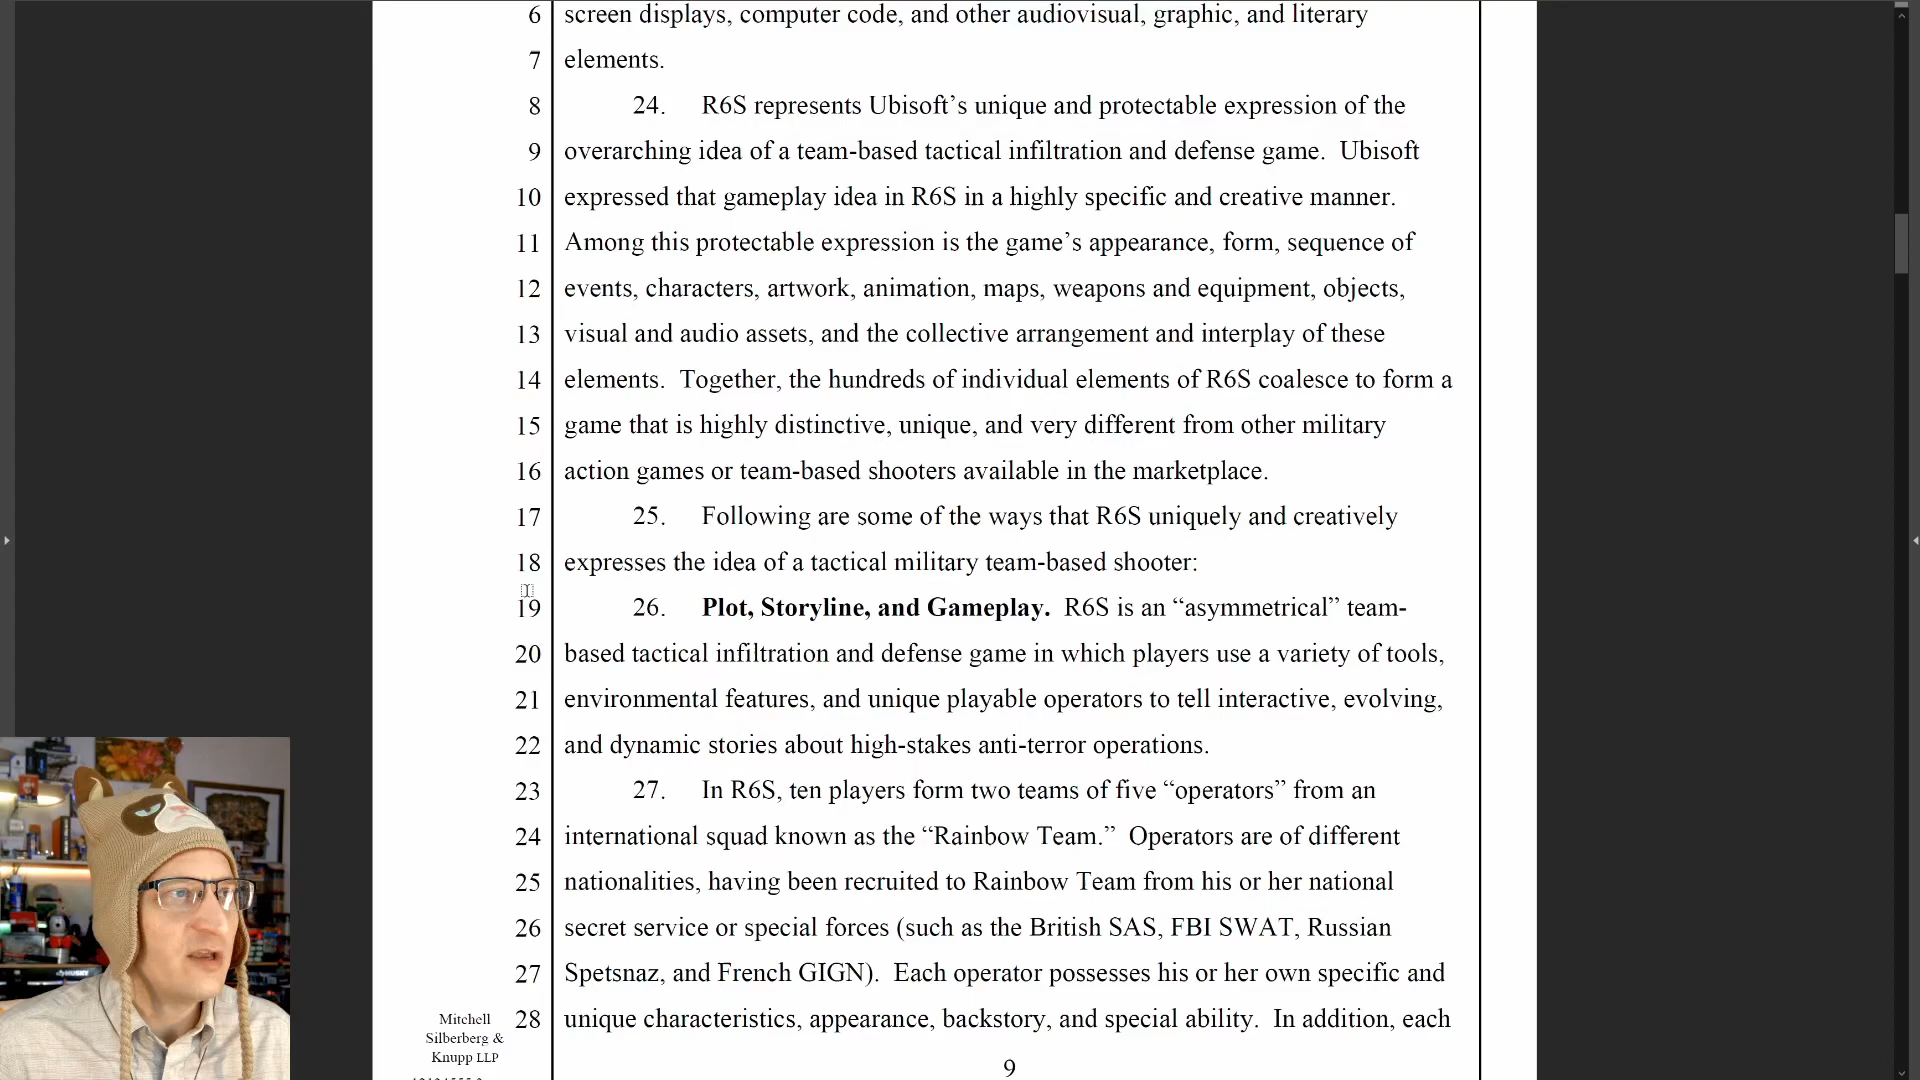 6 screen displays, computer code, and other audiovisual, graphic, and literary
7 elements.
8 24. R6S represents Ubisoft’s unique and protectable expression of the
9 overarching idea of a team-based tactical infiltration and defense game. Ubisoft
10 expressed that gameplay idea in R6S in a highly specific and creative manner.
11 Among this protectable expression is the game’s appearance, form, sequence of
12 events, characters, artwork, animation, maps, weapons and equipment, objects,
13 visual and audio assets, and the collective arrangement and interplay of these
14 elements. Together, the hundreds of individual elements of R6S coalesce to form a
15 game that is highly distinctive, unique, and very different from other military
16 action games or team-based shooters available in the marketplace.
17 25. Following are some of the ways that R6S uniquely and creatively
18 expresses the idea of a tactical military team-based shooter:
19 26. Plot, Storyline, and Gameplay. R6S is an “asymmetrical” team-
20 based tactical infiltration and defense game in which players use a variety of tools,
21 environmental features, and unique playable operators to tell interactive, evolving,
22 and dynamic stories about high-stakes anti-terror operations.
23 27. In R6S, ten players form two teams of five “operators” from an
24 international squad known as the “Rainbow Team.” Operators are of different
25 nationalities, having been recruited to Rainbow Team from his or her national
26 secret service or special forces (such as the British SAS, FBI SWAT, Russian
27 Spetsnaz, and French GIGN). Each operator possesses his or her own specific and
28 unique characteristics, appearance, backstory, and special ability. In addition, each
Mitchell
Silberberg &
Knupp LLP
9